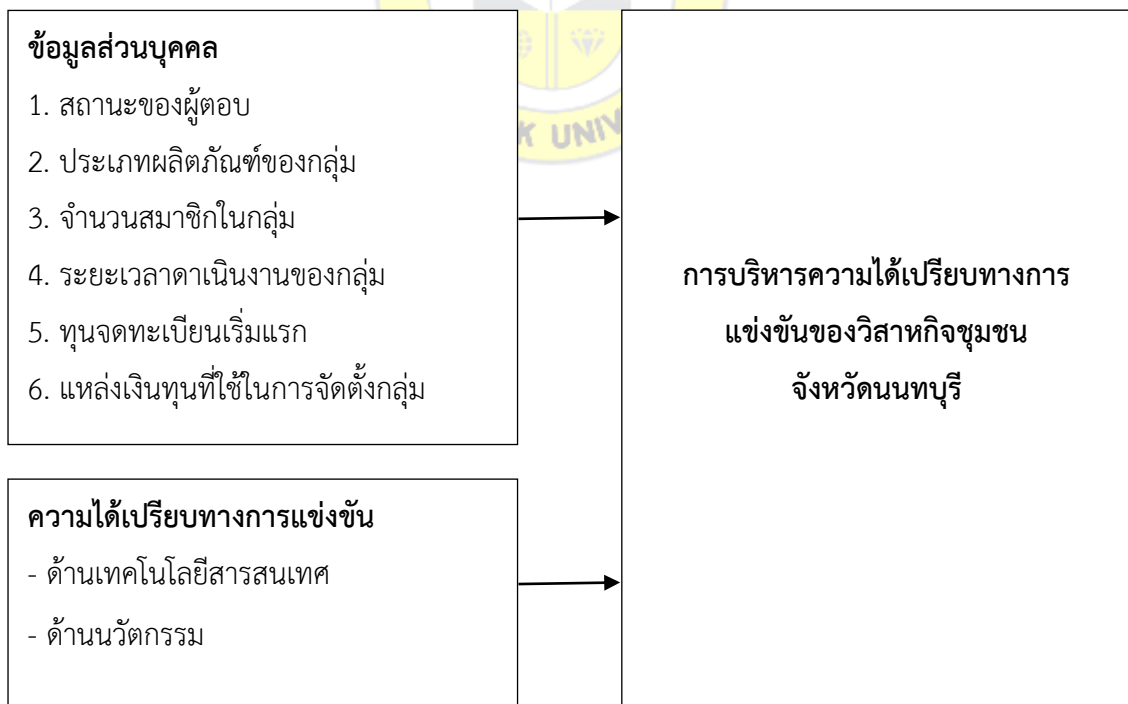 ข้อมูลส่วนบุคคล
1. สถานะของผู้ตอบ
2. ประเภทผลิตภัณฑ์ของกลุ่ม
3. จำนวนสมาชิกในกลุ่ม
4. ระยะเวลาดาเนินงานของกลุ่ม
5. ทุนจดทะเบียนเริ่มแรก
6. แหล่งเงินทุนที่ใช้ในการจัดตั้งกลุ่ม
ความได้เปรียบทางการแข่งขัน
- ด้านเทคโนโลยีสารสนเทศ
- ด้านนวัตกรรม
การบริหารความได้เปรียบทางการ
แข่งขันของวิสาหกิจชุมชน
จังหวัดนนทบุรี